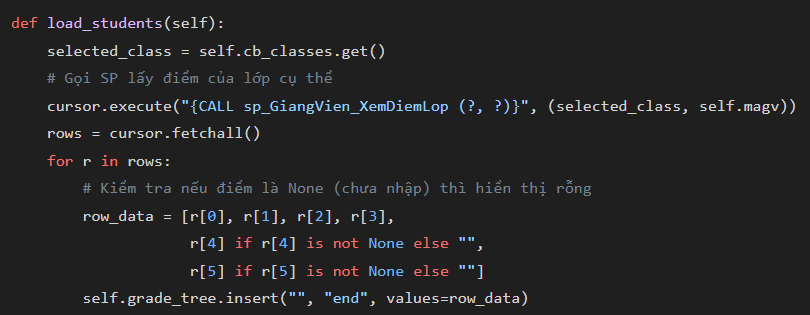 def load_students(self):
    selected_class = self.cb_classes.get()
    # Gọi SP lấy điểm của lớp cụ thể
    cursor.execute("{CALL sp_GiangVien_XemDiemLop (?, ?)}", (selected_class, self.magv))
    rows = cursor.fetchall()
    for r in rows:
        # Kiểm tra nếu điểm là None (chưa nhập) thì hiển thị rỗng
        row_data = [r[0], r[1], r[2], r[3],
                    r[4] if r[4] is not None else "",
                    r[5] if r[5] is not None else ""]
        self.grade_tree.insert("", "end", values=row_data)